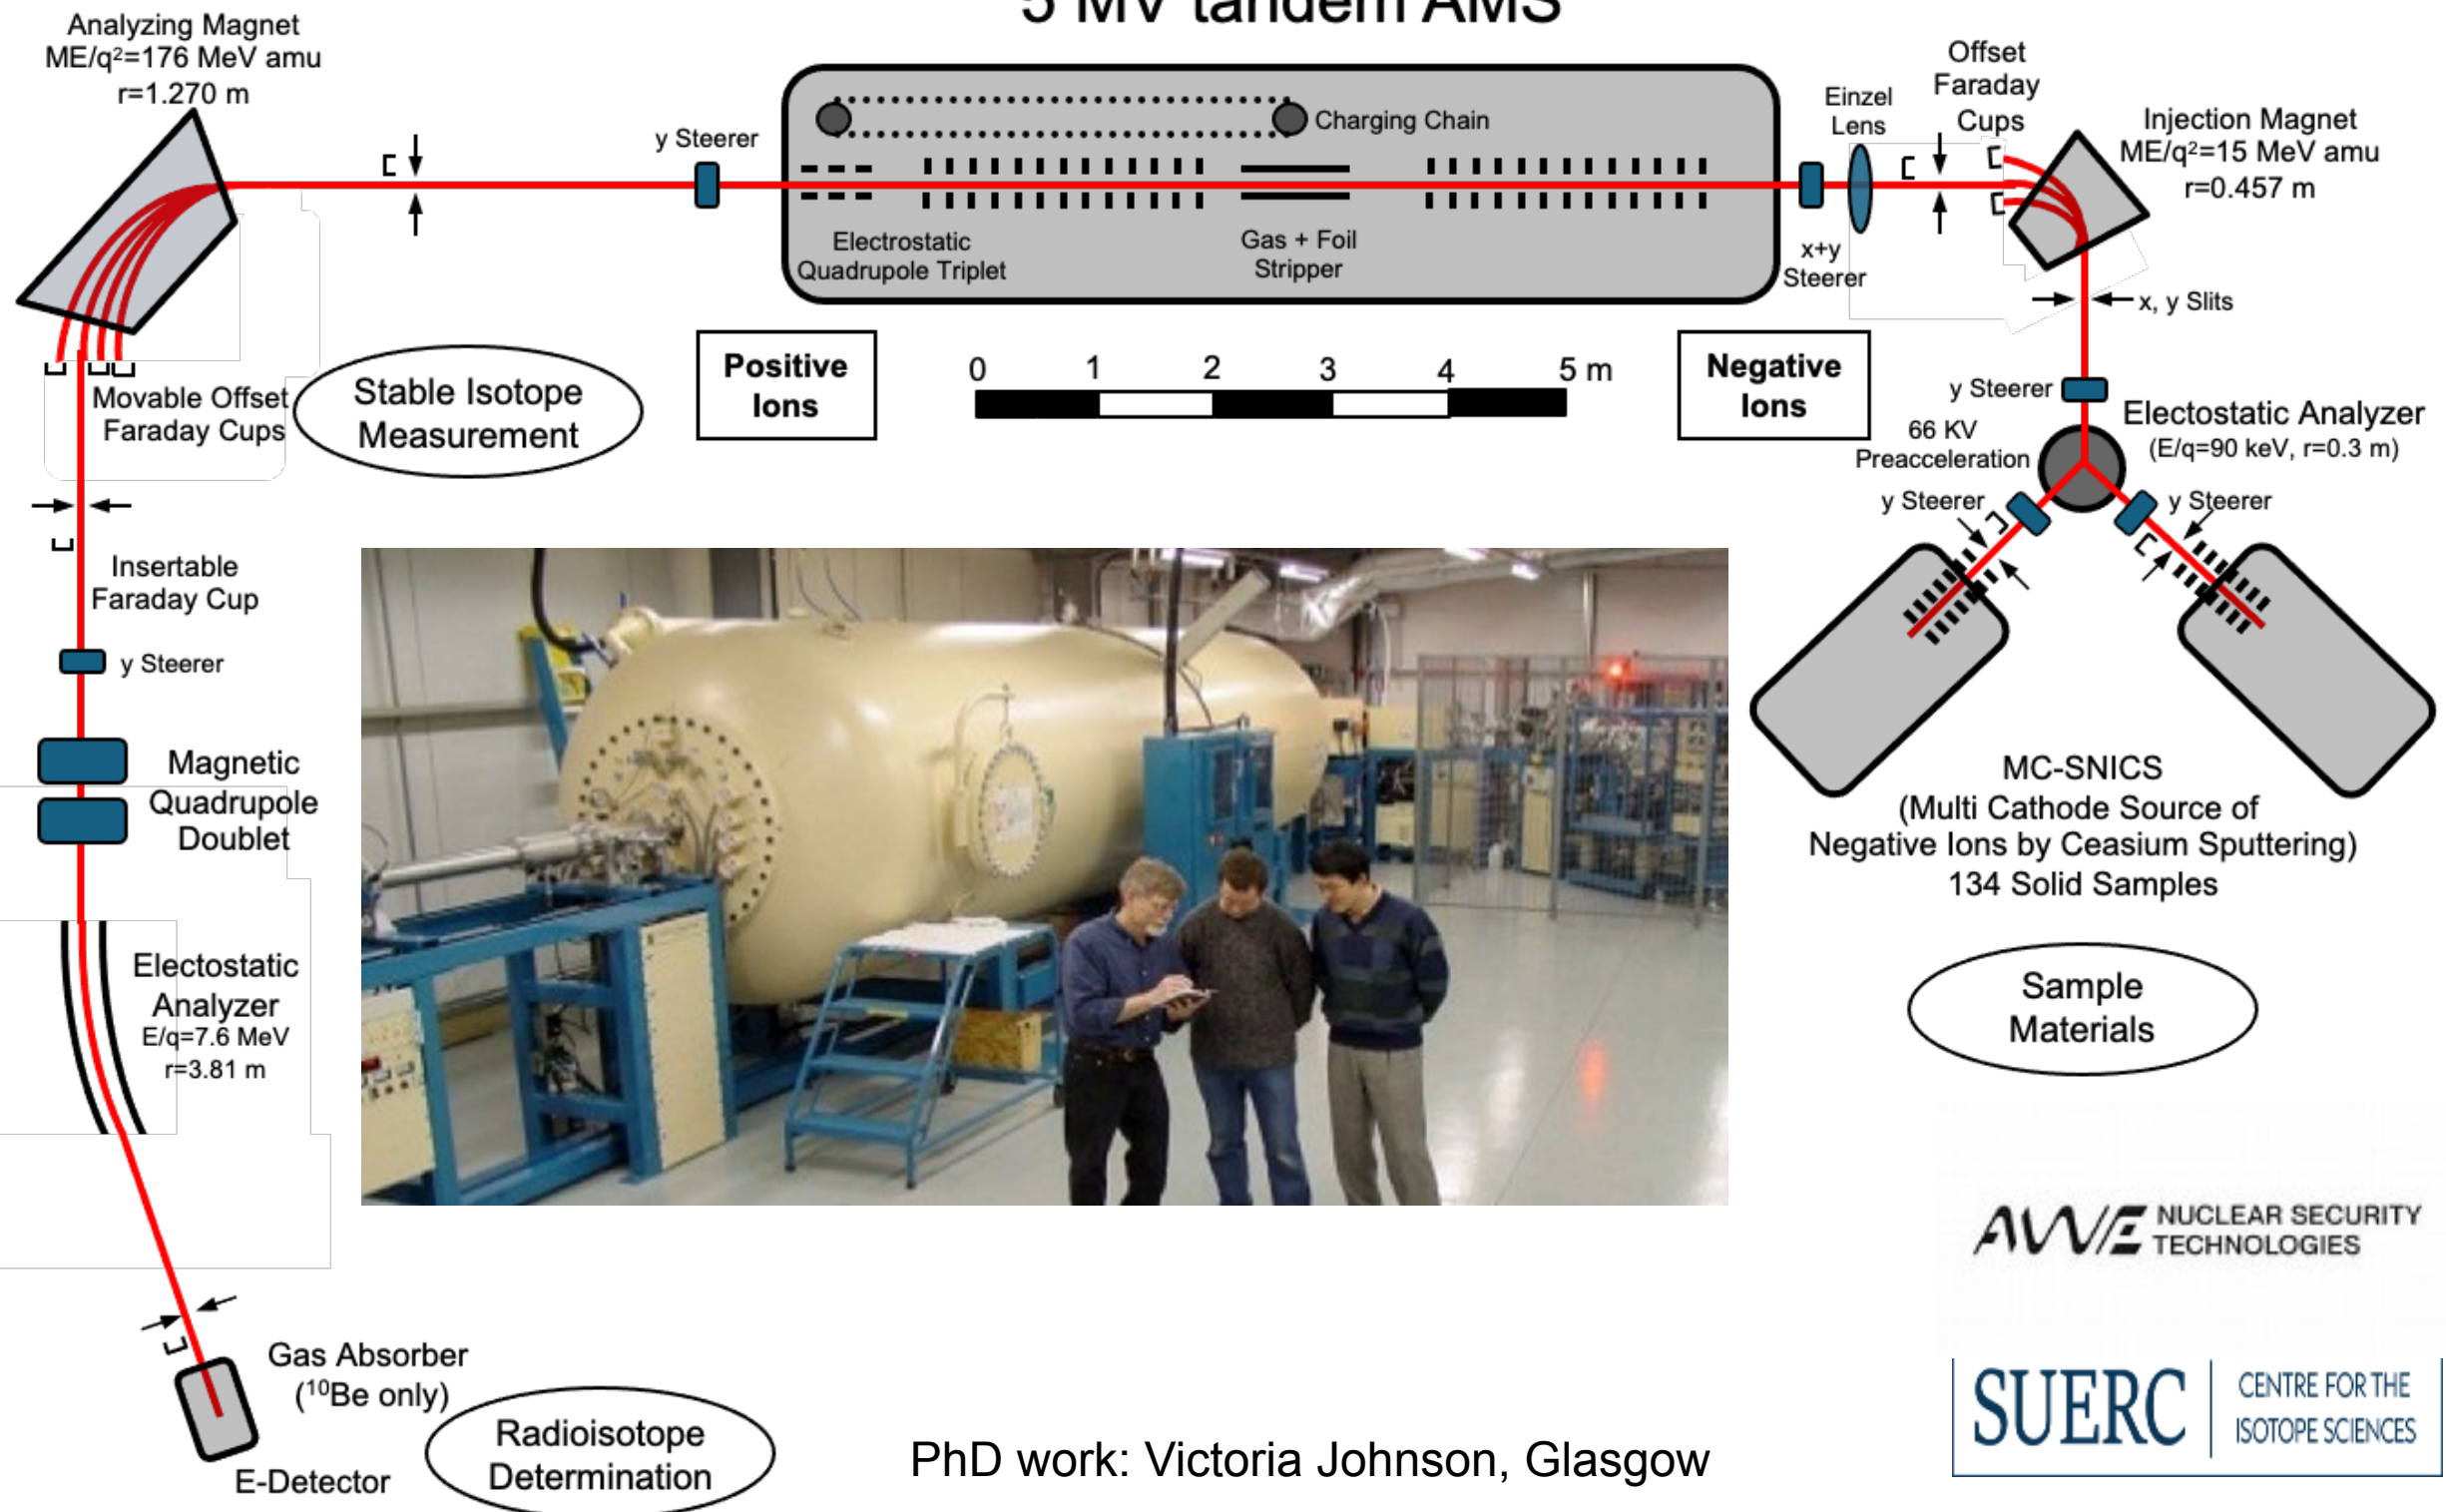 5 MV tandem AMS
Analyzing Magnet
ME/q²=176 MeV amu
r=1.270 m
y Steerer
Charging Chain
Electrostatic
Quadrupole Triplet
Gas + Foil
Stripper
Einzel
Lens
Offset
Faraday
Cups
Injection Magnet
ME/q²=15 MeV amu
r=0.457 m
x+y
Steerer
x, y Slits
Movable Offset
Faraday Cups
Stable Isotope
Measurement
Positive
Ions
0 1 2 3 4 5 m
Negative
Ions
y Steerer
66 KV
Preacceleration
Electostatic Analyzer
(E/q=90 keV, r=0.3 m)
y Steerer
y Steerer
Insertable
Faraday Cup
y Steerer
Magnetic
Quadrupole
Doublet
Electostatic
Analyzer
E/q=7.6 MeV
r=3.81 m
MC-SNICS
(Multi Cathode Source of
Negative Ions by Ceasium Sputtering)
134 Solid Samples
Sample
Materials
AWE NUCLEAR SECURITY
TECHNOLOGIES
Gas Absorber
(¹⁰Be only)
E-Detector
Radioisotope
Determination
PhD work: Victoria Johnson, Glasgow
SUERC CENTRE FOR THE
ISOTOPE SCIENCES